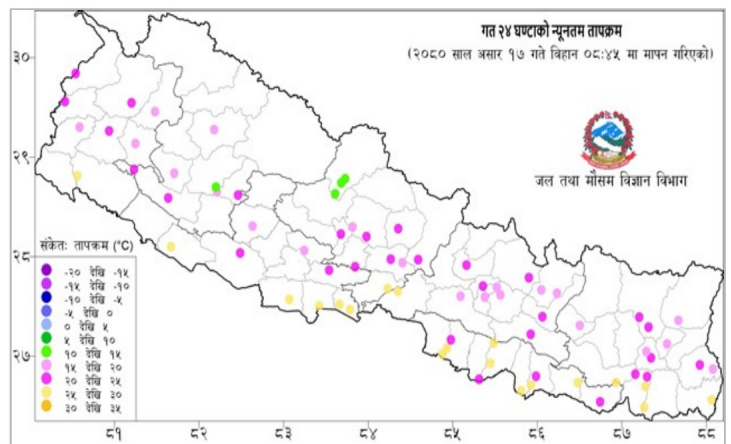 गत २४ घण्टाको न्यूनतम तापक्रम
(२०८० साल असार १७ गते विहान ०८:४५ मा मापन गरिएको)
जल तथा मौसम विज्ञान विभाग
३०
२९
२८
२७
संकेतः तापक्रम (°C)
-२० देखि -१५
-१५ देखि -१०
-१० देखि -५
-५ देखि ०
० देखि ५
५ देखि १०
१० देखि १५
१५ देखि २०
२० देखि २५
२५ देखि ३०
३० देखि ३५
८१ ८२ ८३ ८४ ८५ ८६ ८७ ८८